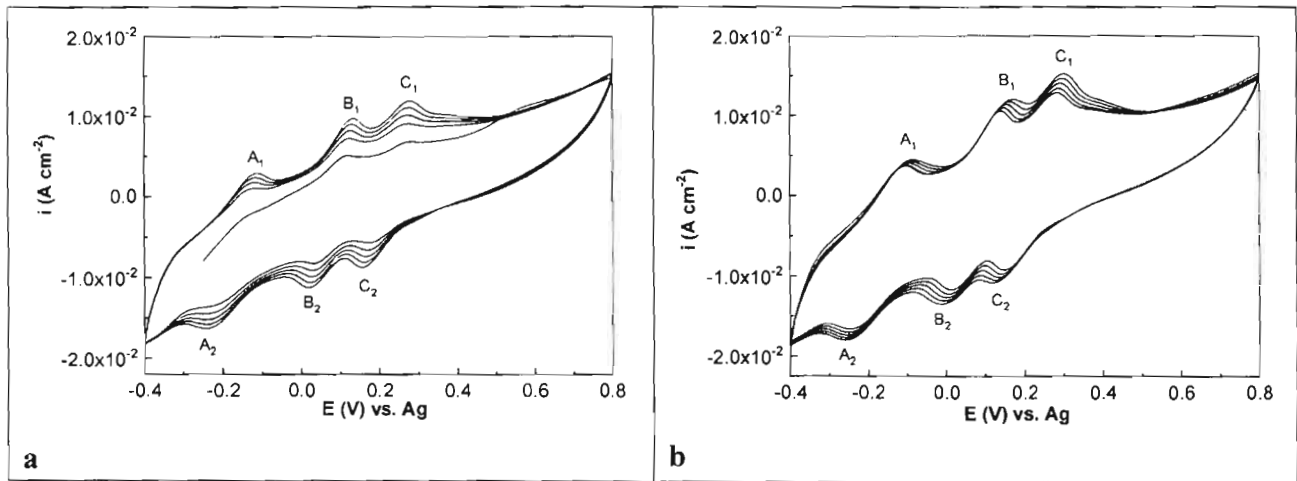 2.0x10⁻²
1.0x10⁻²
0.0
-1.0x10⁻²
-2.0x10⁻²
i (A cm⁻²)
A₁
B₁
C₁
A₂
B₂
C₂
-0.4 -0.2 0.0 0.2 0.4 0.6 0.8
E (V) vs. Ag
a
2.0x10⁻²
1.0x10⁻²
0.0
-1.0x10⁻²
-2.0x10⁻²
i (A cm⁻²)
A₁
B₁
C₁
A₂
B₂
C₂
-0.4 -0.2 0.0 0.2 0.4 0.6 0.8
E (V) vs. Ag
b